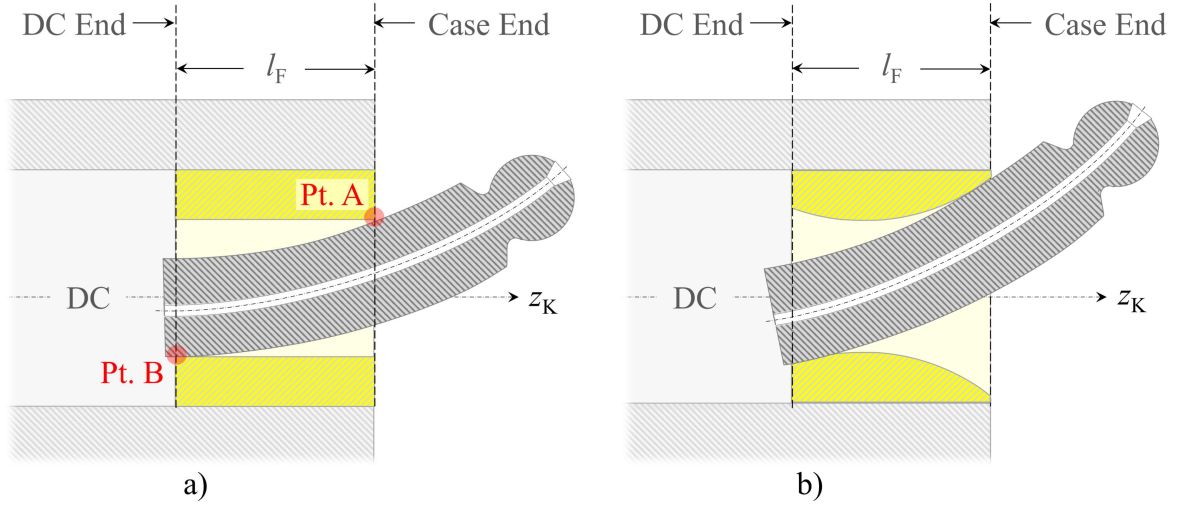 DC End
Case End
l_F
Pt. A
DC
z_K
Pt. B
a)
DC End
Case End
l_F
DC
z_K
b)